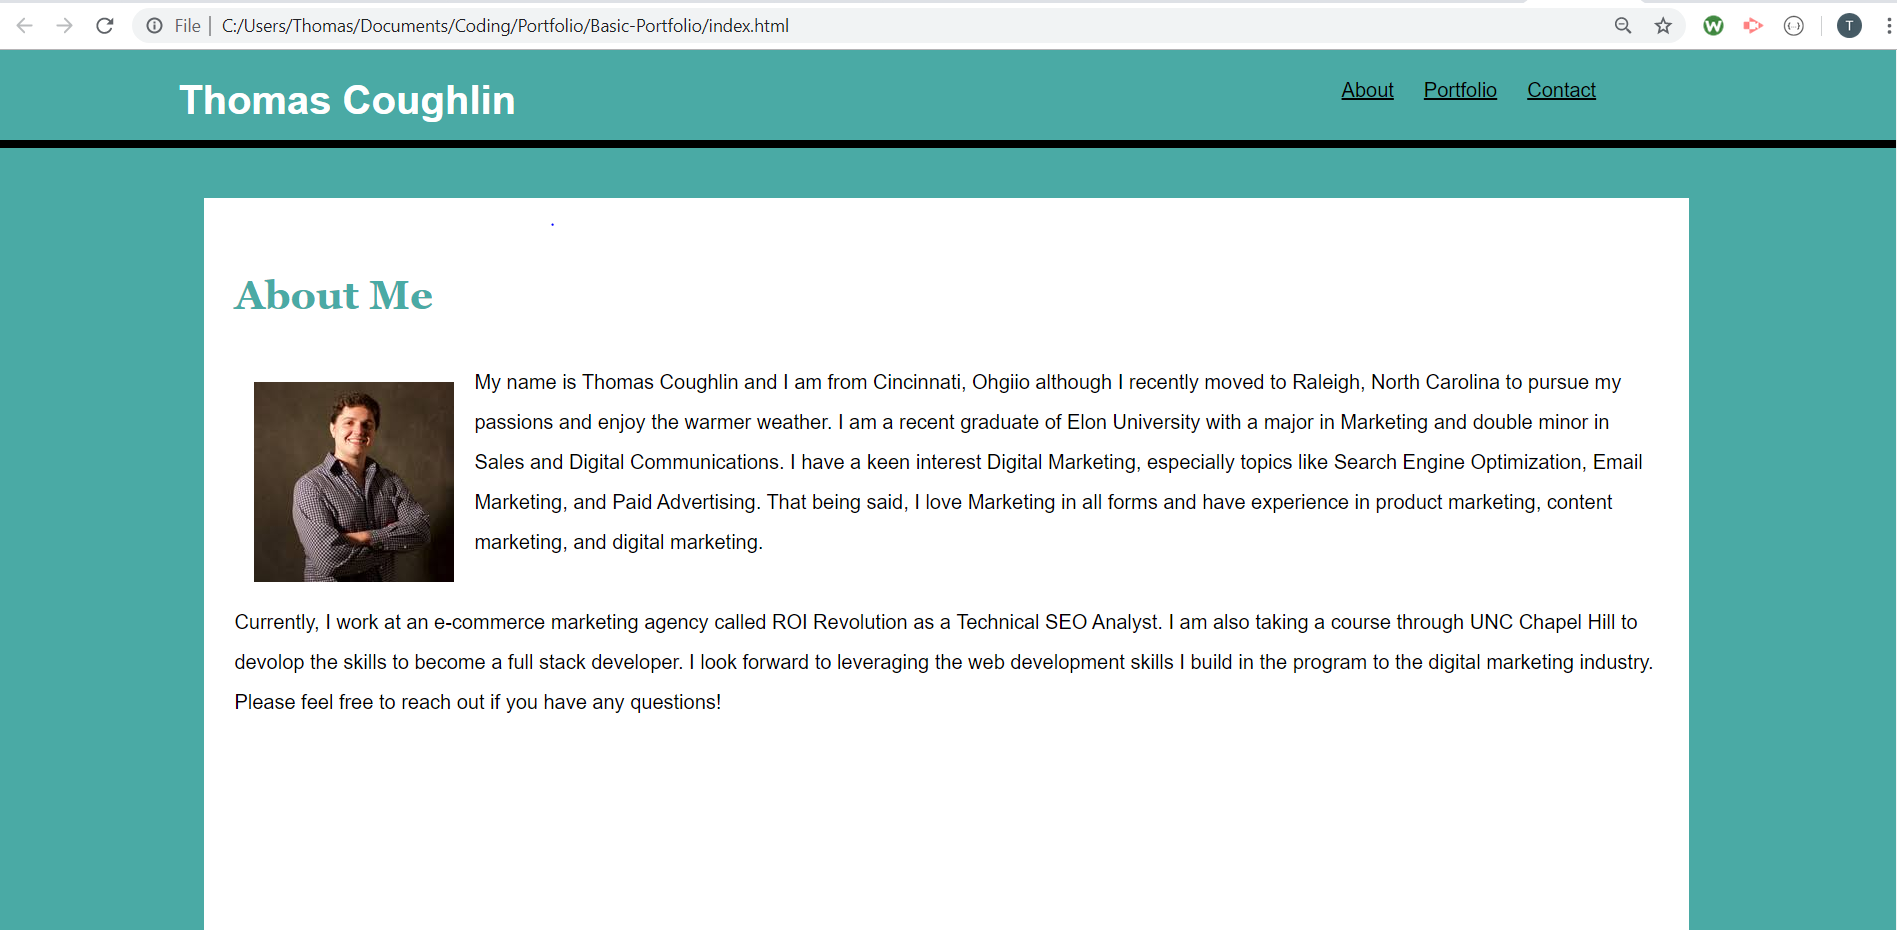 File | C:/Users/Thomas/Documents/Coding/Portfolio/Basic-Portfolio/index.html
W
T
Thomas Coughlin
About Portfolio Contact
About Me
My name is Thomas Coughlin and I am from Cincinnati, Ohgiio although I recently moved to Raleigh, North Carolina to pursue my
passions and enjoy the warmer weather. I am a recent graduate of Elon University with a major in Marketing and double minor in
Sales and Digital Communications. I have a keen interest Digital Marketing, especially topics like Search Engine Optimization, Email
Marketing, and Paid Advertising. That being said, I love Marketing in all forms and have experience in product marketing, content
marketing, and digital marketing.
Currently, I work at an e-commerce marketing agency called ROI Revolution as a Technical SEO Analyst. I am also taking a course through UNC Chapel Hill to
devolop the skills to become a full stack developer. I look forward to leveraging the web development skills I build in the program to the digital marketing industry.
Please feel free to reach out if you have any questions!